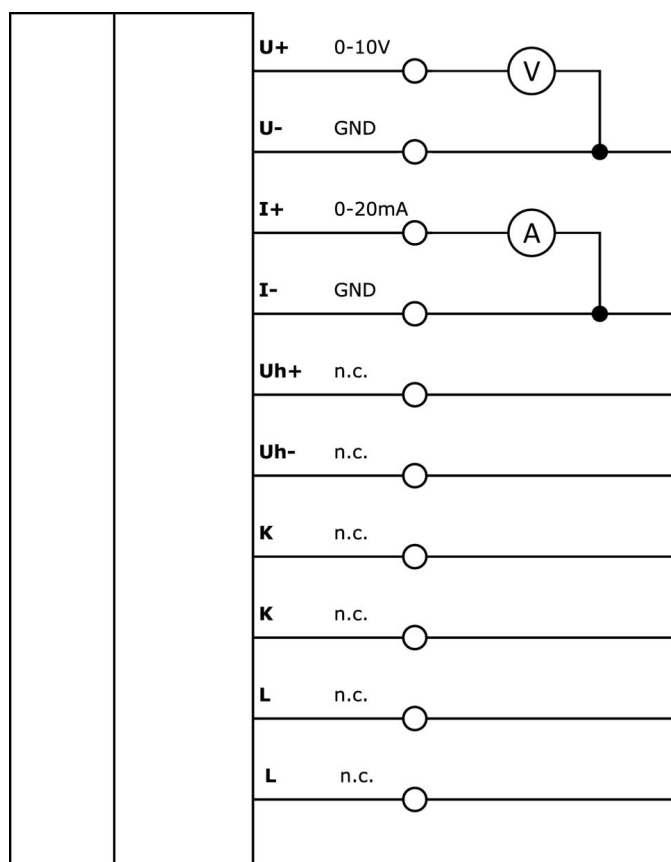 U+ 0-10V
V
U- GND
I+ 0-20mA
A
I- GND
Uh+ n.c.
Uh- n.c.
K n.c.
K n.c.
L n.c.
L n.c.